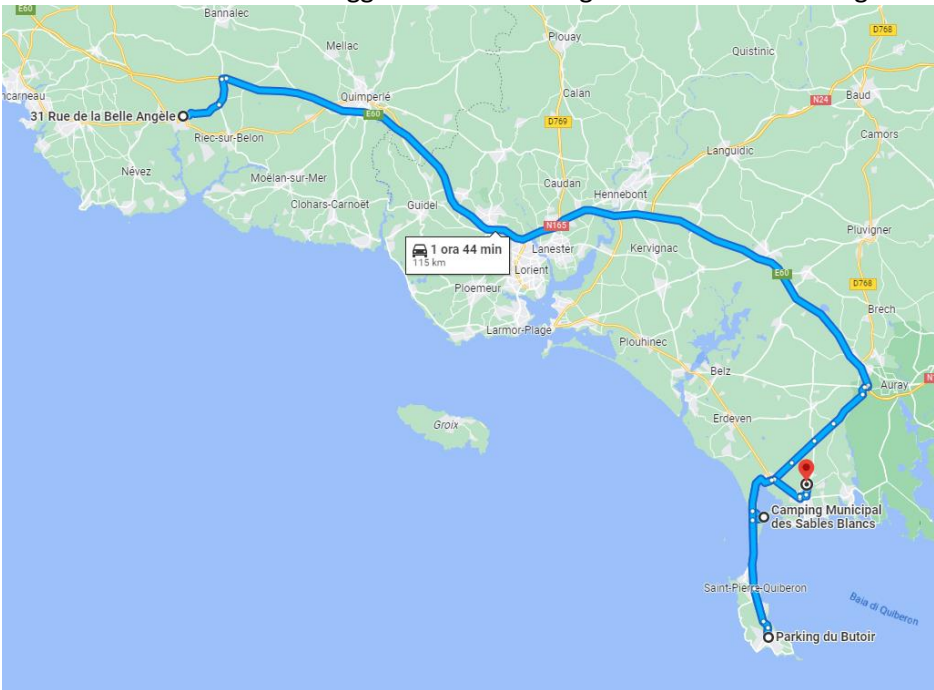 E60
Bannalec
Plouay
D768
Mellac
Quistinic
Calan
Baud
ncarneau
Quimperlé
N24
31 Rue de la Belle Angèle
E60
D769
Camors
Riec-sur-Belon
Languidic
Névez
Moëlan-sur-Mer
Caudan
Hennebont
Clohars-Carnoët
Guidel
Pluvigner
N165
1 ora 44 min
115 km
Lanester
Kervignac
Lorient
E60
D768
Ploemeur
Brech
Larmor-Plage
Plouhinec
Belz
Auray
Erdeven
Groix
Camping Municipal
des Sables Blancs
Saint-Pierre-Quiberon
Baia di Quiberon
Parking du Butoir